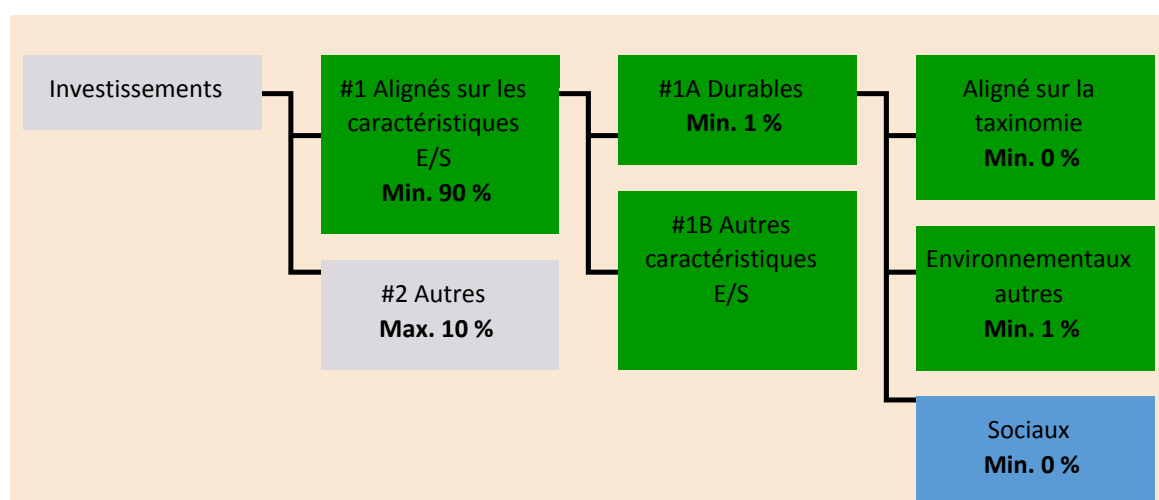 Investissements
#1 Alignés sur les
caractéristiques
E/S
Min. 90 %
#2 Autres
Max. 10 %
#1A Durables
Min. 1 %
#1B Autres
caractéristiques
E/S
Aligné sur la
taxinomie
Min. 0 %
Environnementaux
autres
Min. 1 %
Sociaux
Min. 0 %